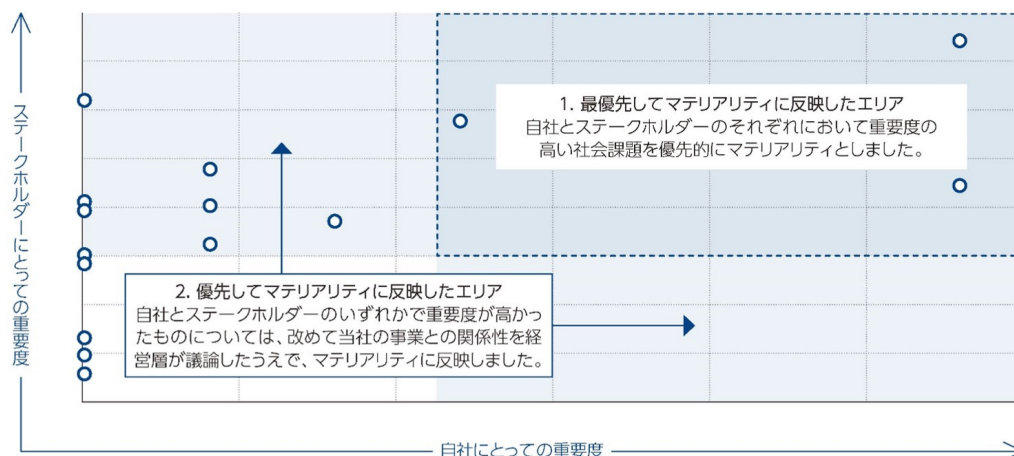 ステークホルダーにとっての重要度
1. 最優先してマテリアリティに反映したエリア
自社とステークホルダーのそれぞれにおいて重要度の
高い社会課題を優先的にマテリアリティとしました。
2. 優先してマテリアリティに反映したエリア
自社とステークホルダーのいずれかで重要度が高かっ
たものについては、改めて当社の事業との関係性を経
営層が議論したうえで、マテリアリティに反映しました。
自社にとっての重要度